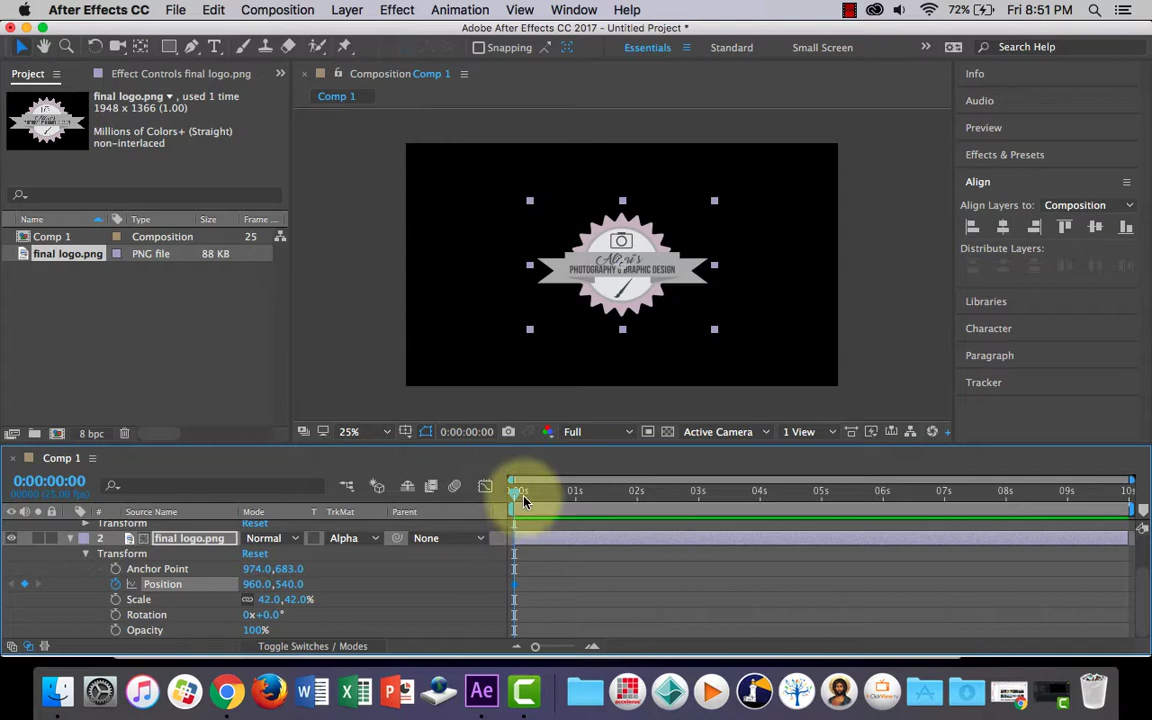 After Effects CC File Edit Composition Layer Effect Animation View Window Help 72% Fri 8:51 PM
Adobe After Effects CC 2017 - Untitled Project *
Snapping Essentials Standard Small Screen Search Help
Project Effect Controls final logo.png
Composition Comp 1
Info
final logo.png , used 1 time
1948 x 1366 (1.00)
Millions of Colors+ (Straight)
non-interlaced
Comp 1
Audio
Preview
Effects & Presets
Align
Align Layers to: Composition
Name Type Size Frame ...
Comp 1 Composition 25
final logo.png PNG file 88 KB
Distribute Layers:
PHOTOGRAPHY & GRAPHIC DESIGN
Libraries
Character
Paragraph
Tracker
8 bpc
25% 0:00:00:00 Full Active Camera 1 View
Comp 1
0:00:00:00
(25.00 fps)
01s 02s 03s 04s 05s 06s 07s 08s 09s 10s
Source Name Mode T TrkMat Parent
Transform Reset
2 final logo.png Normal Alpha None
Transform Reset
Anchor Point 974.0,683.0
Position 960.0,540.0
Scale 42.0,42.0%
Rotation 0x+0.0°
Opacity 100%
Toggle Switches / Modes